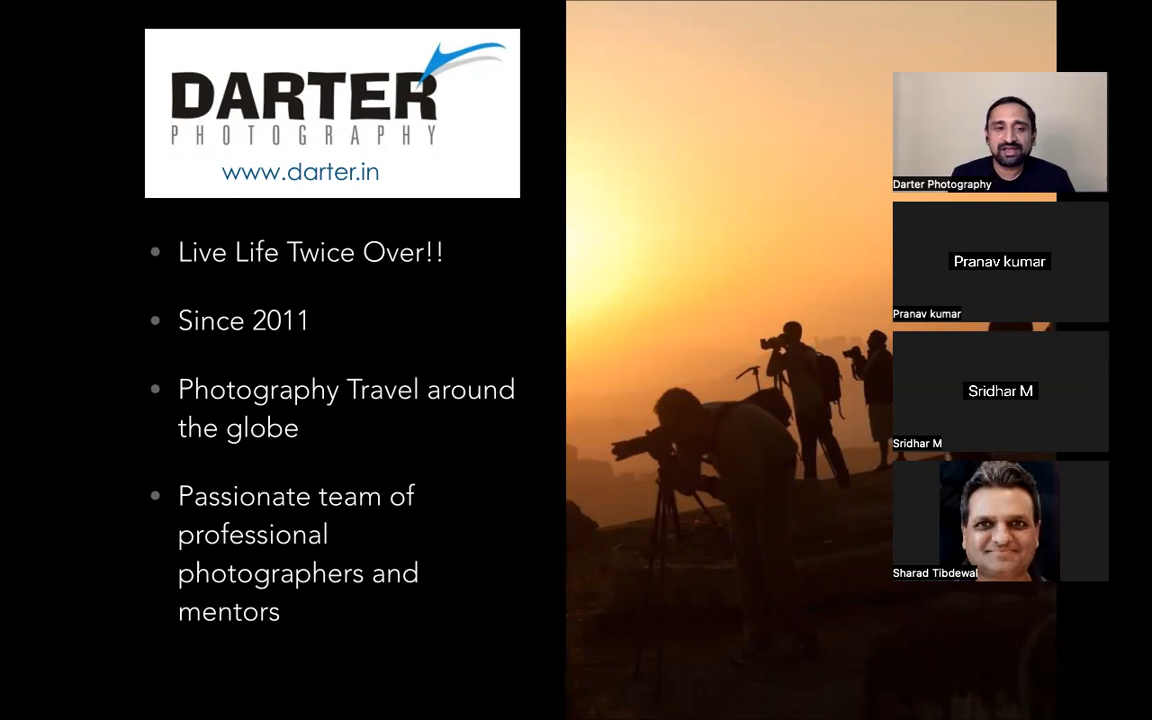 DARTER
PHOTOGRAPHY
www.darter.in
• Live Life Twice Over!!
• Since 2011
• Photography Travel around
the globe
• Passionate team of
professional
photographers and
mentors
Darter Photography
Pranav kumar
Pranav kumar
Sridhar M
Sridhar M
Sharad Tibdewal